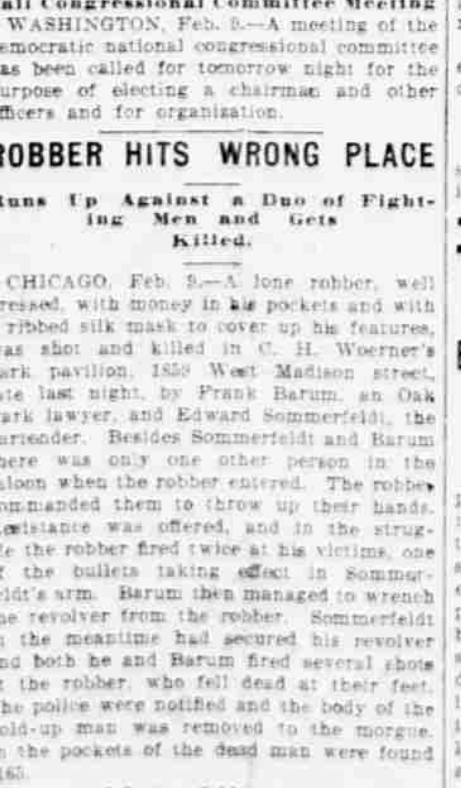 all Congressional Committee Meeting
WASHINGTON, Feb. 9.—A meeting of the
emocratic national congressional committee
as been called for tomorrow night for the
urpose of electing a chairman and other
fficers and for organization.
ROBBER HITS WRONG PLACE
Runs Up Against a Duo of Fight-
ing Men and Gets
Killed.
CHICAGO, Feb. 9.—A lone robber, well
ressed, with money in his pockets and with
ribbed silk mask to cover up his features,
was shot and killed in C. H. Woerner's
ark pavilion, 1859 West Madison street,
ate last night, by Frank Barum, an Oak
ark lawyer, and Edward Sommerfeldt, the
artender. Besides Sommerfeldt and Barum
here was only one other person in the
aloon when the robber entered. The robber
ommanded them to throw up their hands.
Resistance was offered, and in the strug-
le the robber fired twice at his victims, one
f the bullets taking effect in Sommer-
eldt's arm. Barum then managed to wrench
he revolver from the robber. Sommerfeldt
n the meantime had secured his revolver
nd both he and Barum fired several shots
t the robber, who fell dead at their feet.
he police were notified and the body of the
old-up man was removed to the morgue.
n the pockets of the dead man were found
165.